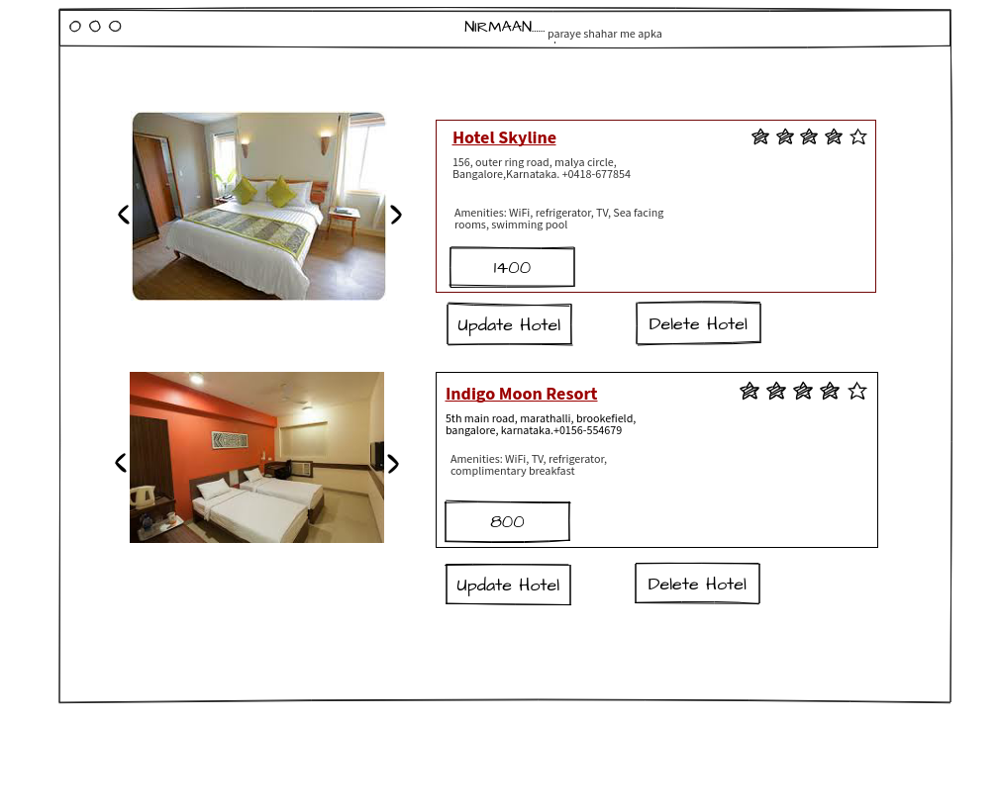 NIRMAAN...... paraye shahar me apka
Hotel Skyline
156, outer ring road, malya circle,
Bangalore,Karnataka. +0418-677854
Amenities: WiFi, refrigerator, TV, Sea facing
rooms, swimming pool
1400
Update Hotel
Delete Hotel
Indigo Moon Resort
5th main road, marathalli, brookefield,
bangalore, karnataka.+0156-554679
Amenities: WiFi, TV, refrigerator,
complimentary breakfast
800
Update Hotel
Delete Hotel